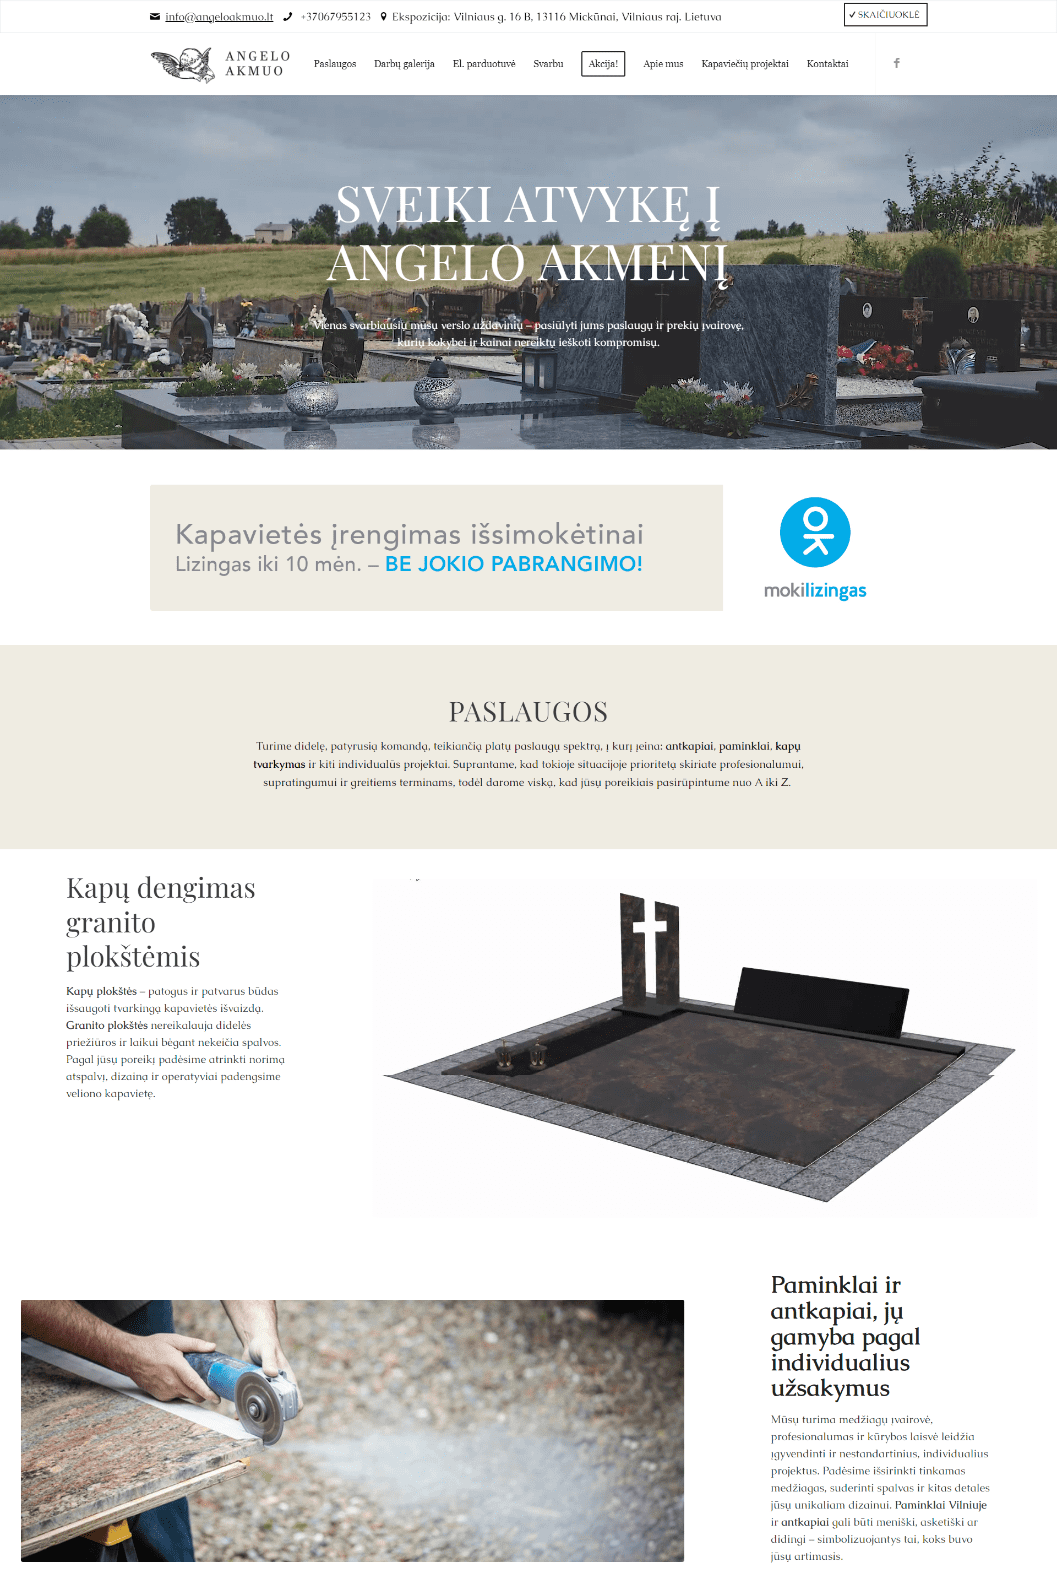 info@angeloakmuo.lt +37067955123 Ekspozicija: Vilniaus g. 16 B, 13116 Mickūnai, Vilniaus raj. Lietuva
SKAIČIUOKLĖ
ANGELO
AKMUO
Paslaugos Darbų galerija El. parduotuvė Svarbu Akcija! Apie mus Kapaviečių projektai Kontaktai
SVEIKI ATVYKĘ Į
ANGELO AKMENĮ
Vienas svarbiausių mūsų verslo uždavinių – pasiūlyti jums paslaugų ir prekių įvairovę,
kurių kokybei ir kainai nereiktų ieškoti kompromisų.
Kapavietės įrengimas išsimokėtinai
Lizingas iki 10 mėn. – BE JOKIO PABRANGIMO!
mokilizingas
PASLAUGOS
Turime didelę, patyrusią komandą, teikiančią platų paslaugų spektrą, į kurį įeina: antkapiai, paminklai, kapų
tvarkymas ir kiti individualūs projektai. Suprantame, kad tokioje situacijoje prioritetą skiriate profesionalumui,
supratingumui ir greitiems terminams, todėl darome viską, kad jūsų poreikiais pasirūpintume nuo A iki Z.
Kapų dengimas
granito
plokštėmis
Kapų plokštės – patogus ir patvarus būdas
išsaugoti tvarkingą kapavietės išvaizdą.
Granito plokštės nereikalauja didelės
priežiūros ir laikui bėgant nekeičia spalvos.
Pagal jūsų poreikį padėsime atrinkti norimą
atspalvį, dizainą ir operatyviai padengsime
veliono kapavietę.
Paminklai ir
antkapiai, jų
gamyba pagal
individualius
užsakymus
Mūsų turima medžiagų įvairovė,
profesionalumas ir kūrybos laisvė leidžia
įgyvendinti ir nestandartinius, individualius
projektus. Padėsime išsirinkti tinkamas
medžiagas, suderinti spalvas ir kitas detales
jūsų unikaliam dizainui. Paminklai Vilniuje
ir antkapiai gali būti meniški, asketiški ar
didingi – simbolizuojantys tai, koks buvo
jūsų artimasis.